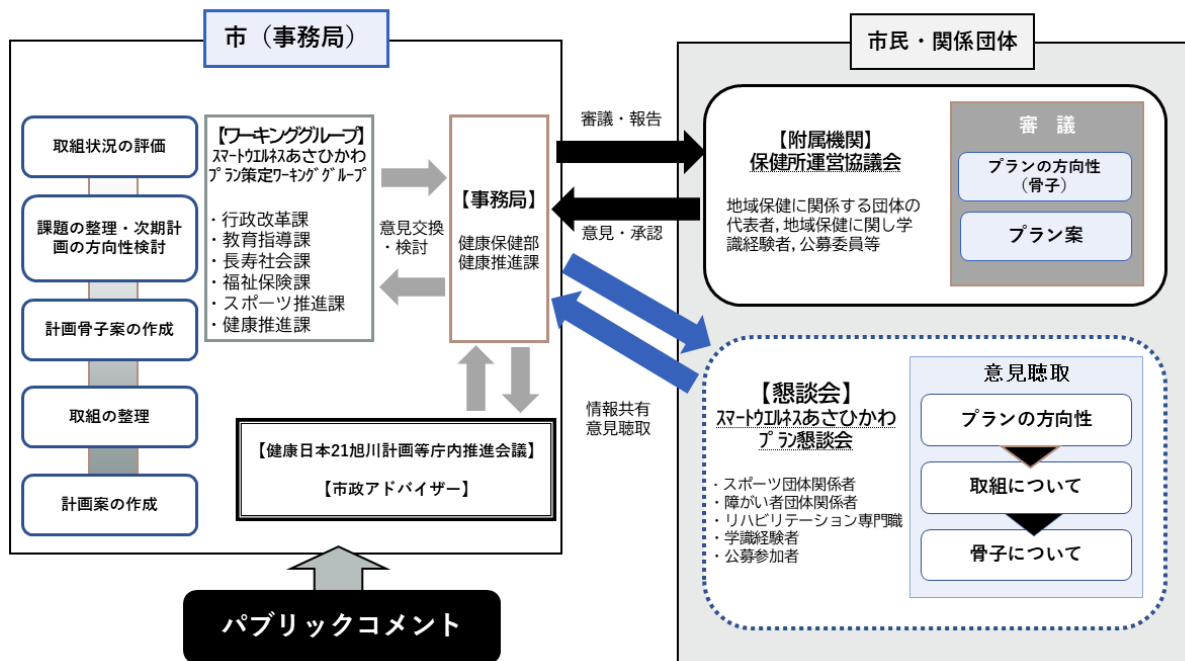 市（事務局）
取組状況の評価
課題の整理・次期計
画の方向性検討
計画骨子案の作成
取組の整理
計画案の作成
【ワーキンググループ】
スマートウエルネスあさひかわ
プラン策定ワーキンググループ
・行政改革課
・教育指導課
・長寿社会課
・福祉保険課
・スポーツ推進課
・健康推進課
意見交換
・検討
【事務局】
健康保健部
健康推進課
【健康日本21旭川計画等庁内推進会議】
【市政アドバイザー】
パブリックコメント
審議・報告
意見・承認
情報共有
意見聴取
市民・関係団体
【附属機関】
保健所運営協議会
地域保健に関係する団体の
代表者，地域保健に関し学
識経験者，公募委員等
審　議
プランの方向性
（骨子）
プラン案
【懇談会】
スマートウエルネスあさひかわ
プラン懇談会
・スポーツ団体関係者
・障がい者団体関係者
・リハビリテーション専門職
・学識経験者
・公募参加者
意見聴取
プランの方向性
取組について
骨子について